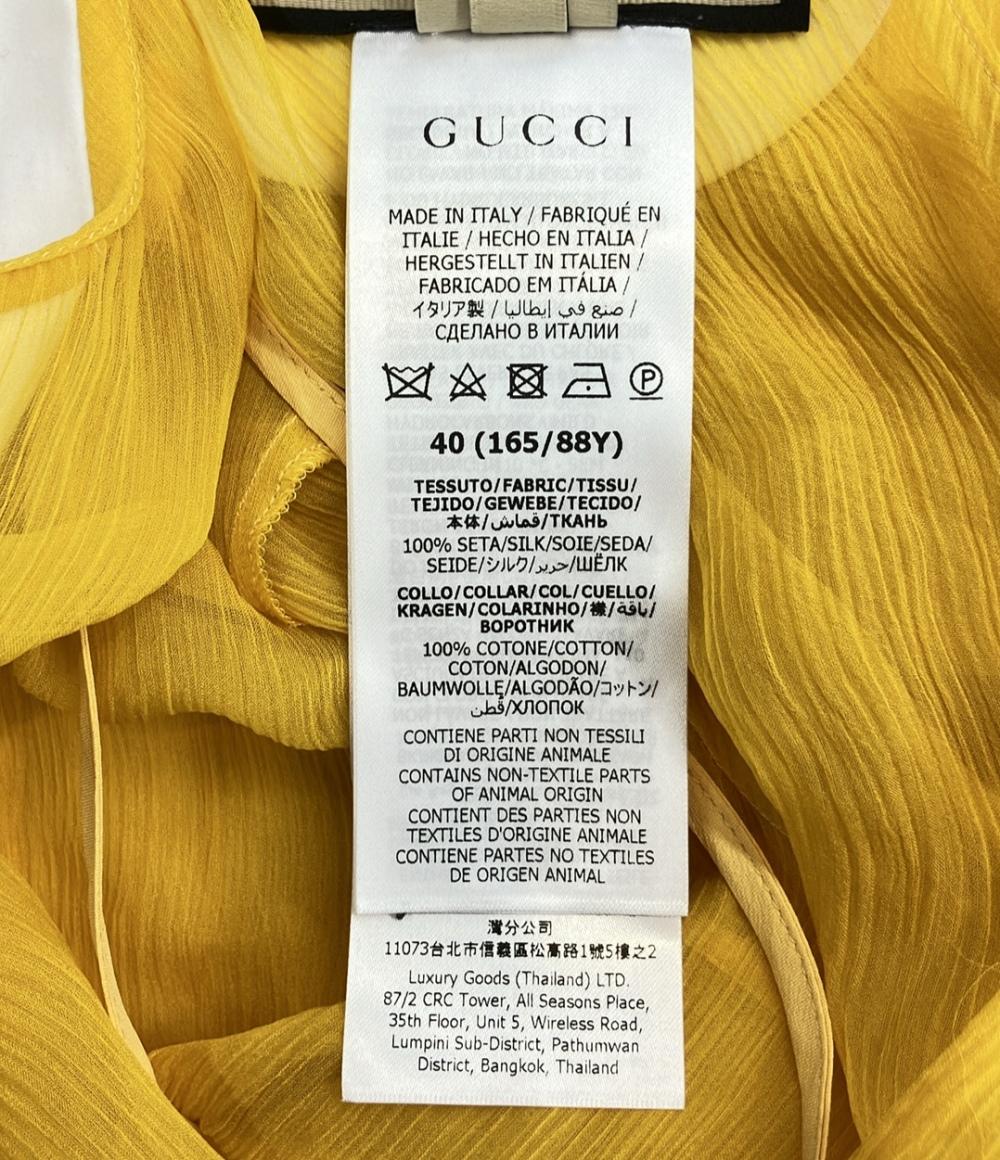 GUCCI
MADE IN ITALY / FABRIQUÉ EN
ITALIE / HECHO EN ITALIA /
HERGESTELLT IN ITALIEN /
FABRICADO EM ITÁLIA /
イタリア製 / صنع في إيطاليا /
СДЕЛАНО В ИТАЛИИ
P
40 (165/88Y)
TESSUTO/FABRIC/TISSU/
TEJIDO/GEWEBE/TECIDO/
本体/قماش/ТКАНЬ
100% SETA/SILK/SOIE/SEDA/
SEIDE/シルク/حرير/ШЁЛК
COLLO/COLLAR/COL/CUELLO/
KRAGEN/COLARINHO/襟/ياقة/
ВОРОТНИК
100% COTONE/COTTON/
COTON/ALGODON/
BAUMWOLLE/ALGODÃO/コットン/
قُطن/ХЛОПОК
CONTIENE PARTI NON TESSILI
DI ORIGINE ANIMALE
CONTAINS NON-TEXTILE PARTS
OF ANIMAL ORIGIN
CONTIENT DES PARTIES NON
TEXTILES D'ORIGINE ANIMALE
CONTIENE PARTES NO TEXTILES
DE ORIGEN ANIMAL
灣分公司
11073台北市信義區松高路1號5樓之2
Luxury Goods (Thailand) LTD.
87/2 CRC Tower, All Seasons Place,
35th Floor, Unit 5, Wireless Road,
Lumpini Sub-District, Pathumwan
District, Bangkok, Thailand